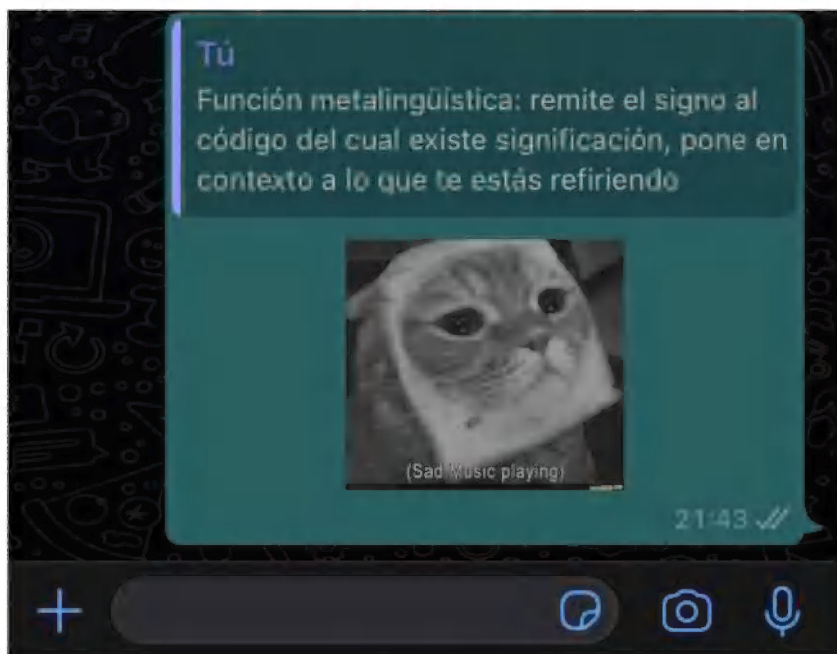 Tú
Función metalingüística: remite el signo al
código del cual existe significación, pone en
contexto a lo que te estás refiriendo
(Sad Music playing)
21:43